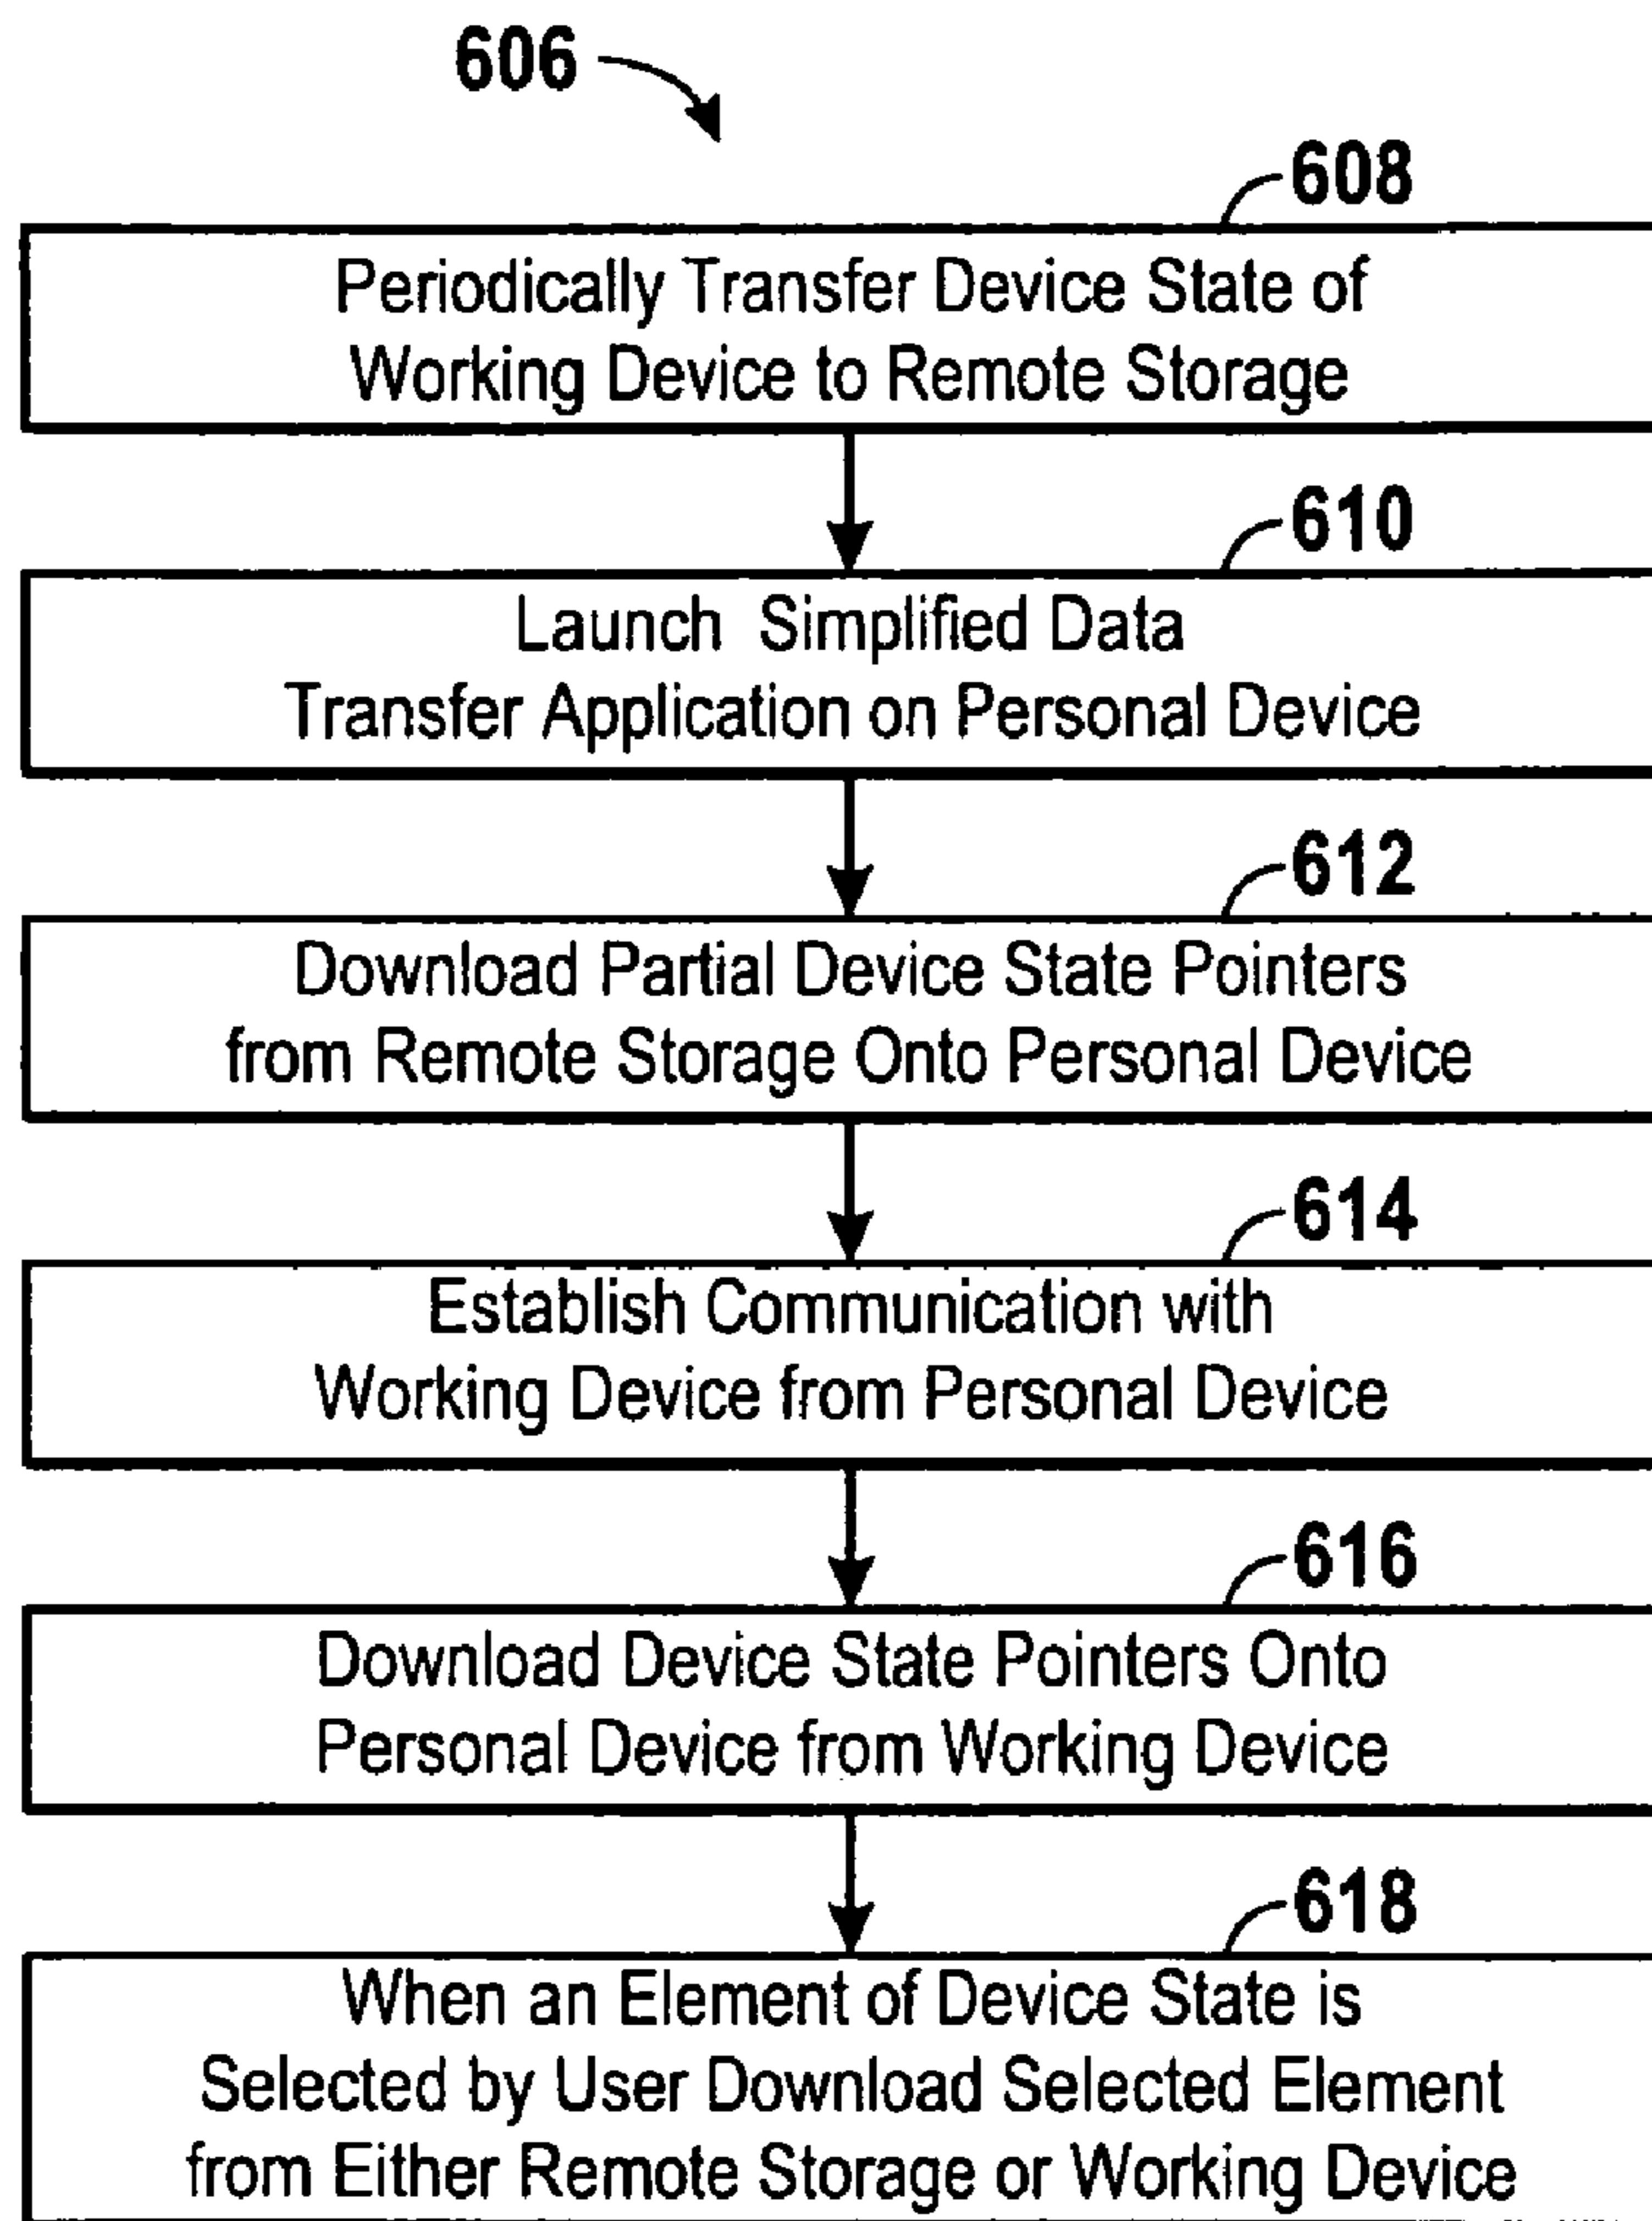 606
608
Periodically Transfer Device State of
Working Device to Remote Storage
610
Launch Simplified Data
Transfer Application on Personal Device
612
Download Partial Device State Pointers
from Remote Storage Onto Personal Device
614
Establish Communication with
Working Device from Personal Device
616
Download Device State Pointers Onto
Personal Device from Working Device
618
When an Element of Device State is
Selected by User Download Selected Element
from Either Remote Storage or Working Device